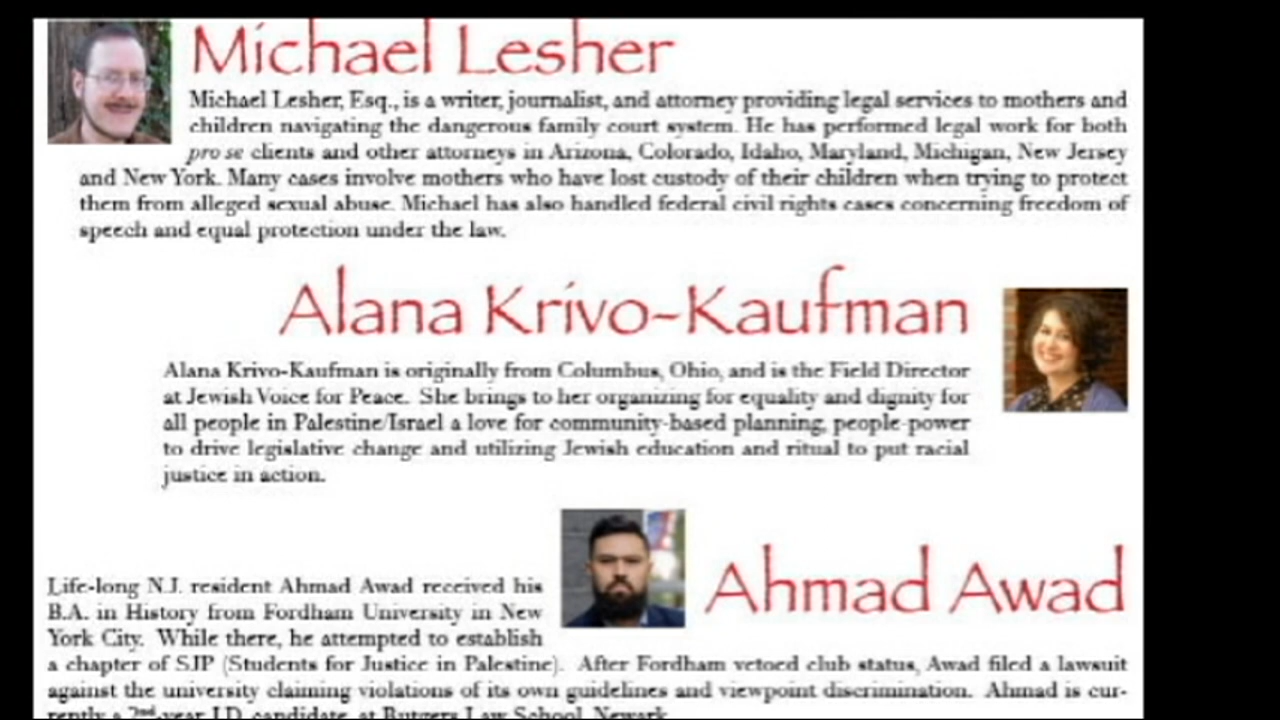 Michael Lesher
Michael Lesher, Esq., is a writer, journalist, and attorney providing legal services to mothers and
children navigating the dangerous family court system. He has performed legal work for both
pro se clients and other attorneys in Arizona, Colorado, Idaho, Maryland, Michigan, New Jersey
and New York. Many cases involve mothers who have lost custody of their children when trying to protect
them from alleged sexual abuse. Michael has also handled federal civil rights cases concerning freedom of
speech and equal protection under the law.
Alana Krivo-Kaufman
Alana Krivo-Kaufman is originally from Columbus, Ohio, and is the Field Director
at Jewish Voice for Peace. She brings to her organizing for equality and dignity for
all people in Palestine/Israel a love for community-based planning, people-power
to drive legislative change and utilizing Jewish education and ritual to put racial
justice in action.
Ahmad Awad
Life-long N.J. resident Ahmad Awad received his
B.A. in History from Fordham University in New
York City. While there, he attempted to establish
a chapter of SJP (Students for Justice in Palestine). After Fordham vetoed club status, Awad filed a lawsuit
against the university claiming violations of its own guidelines and viewpoint discrimination. Ahmad is cur-
rently a 2nd-year J.D. candidate at Rutgers Law School, Newark